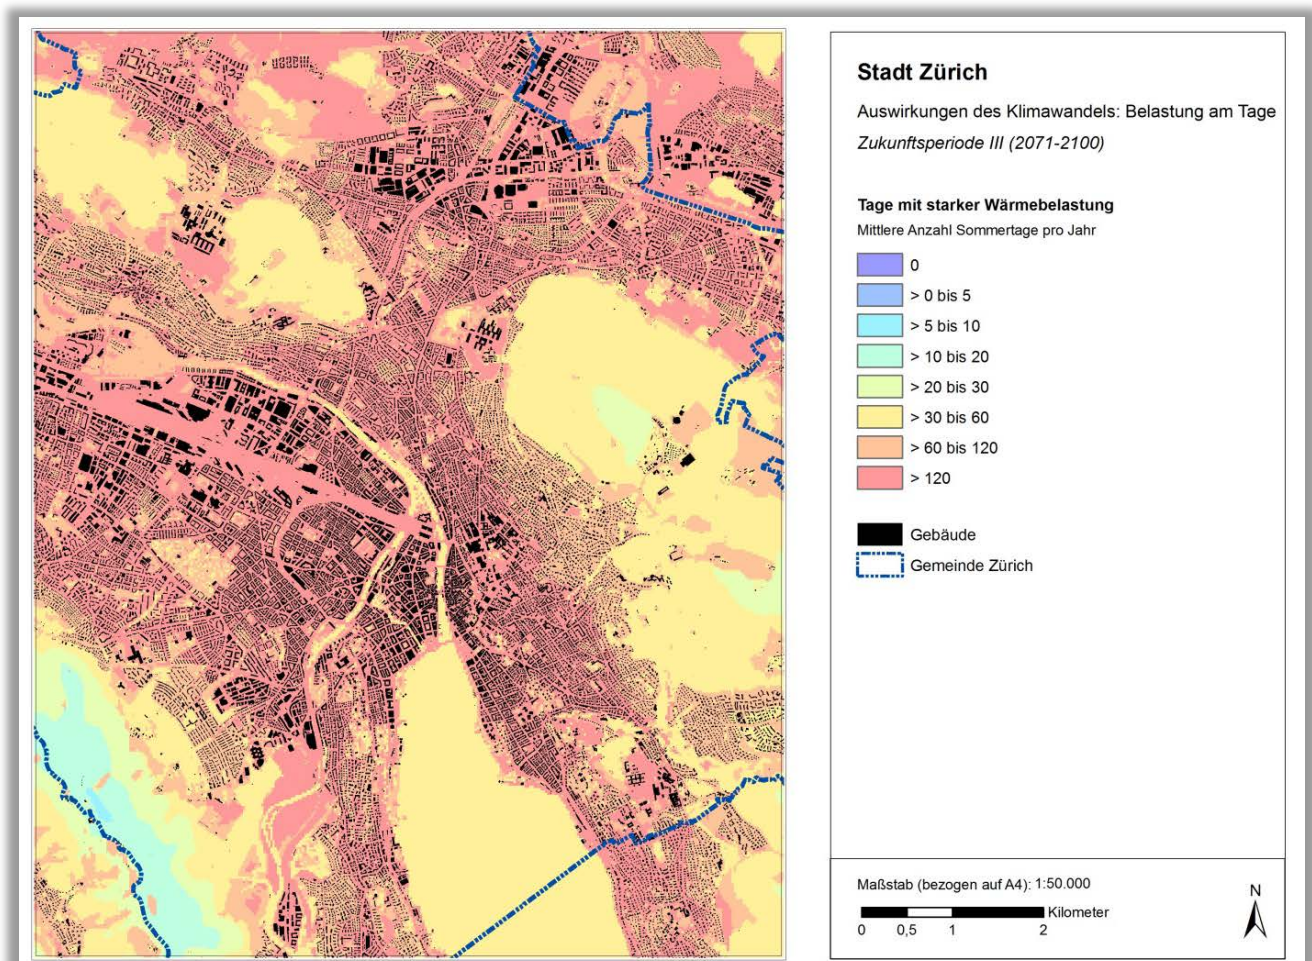 Stadt Zürich
Auswirkungen des Klimawandels: Belastung am Tage
Zukunftsperiode III (2071-2100)
Tage mit starker Wärmebelastung
Mittlere Anzahl Sommertage pro Jahr
0
> 0 bis 5
> 5 bis 10
> 10 bis 20
> 20 bis 30
> 30 bis 60
> 60 bis 120
> 120
Gebäude
Gemeinde Zürich
Maßstab (bezogen auf A4): 1:50.000
N
Kilometer
0 0,5 1 2